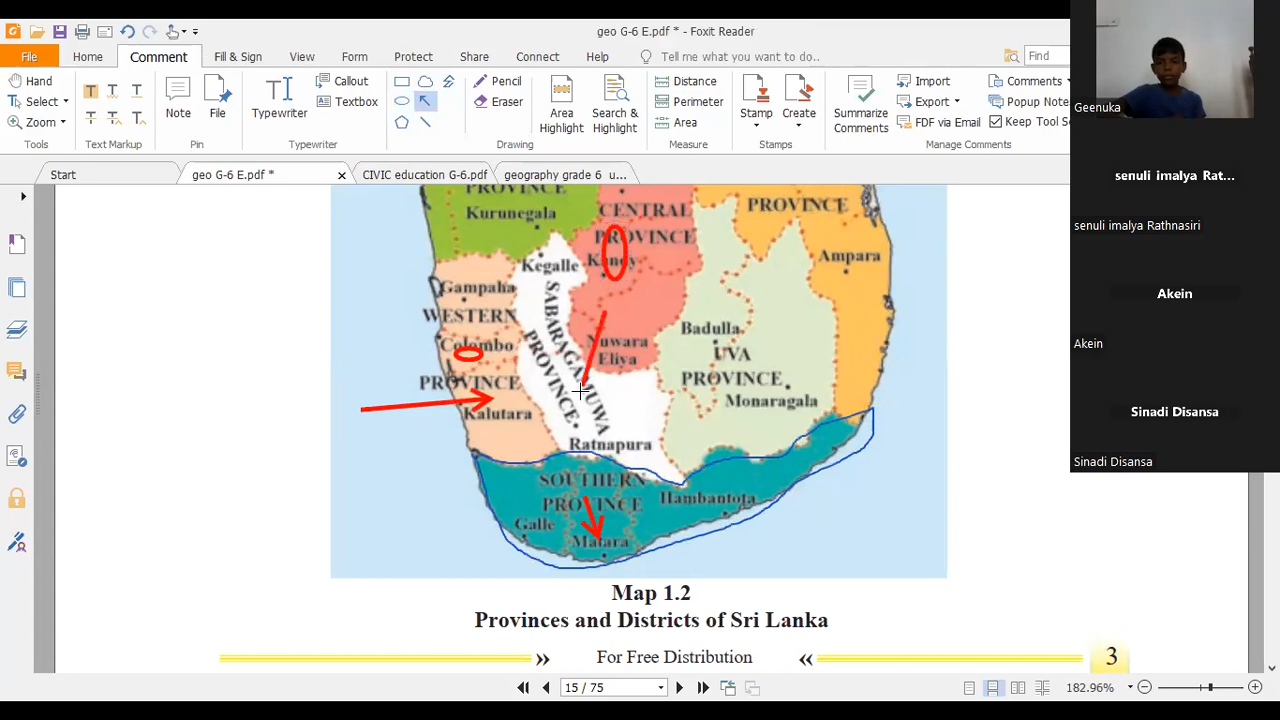 geo G-6 E.pdf * - Foxit Reader
File Home Comment Fill & Sign View Form Protect Share Connect Help Tell me what you want to do.. Find
Hand
Select
Zoom
Tools
Text Markup
Note
File
Pin
Typewriter
Callout
Textbox
Typewriter
Pencil
Eraser
Drawing
Area Highlight
Search & Highlight
Distance
Perimeter
Area
Measure
Stamp
Create
Stamps
Summarize Comments
Import
Export
FDF via Email
Comments
Popup Note
Keep Tool S
Manage Comments
Start
geo G-6 E.pdf *
CIVIC education G-6.pdf
geography grade 6 u...
PROVINCE
Kurunegala
CENTRAL
PROVINCE
Kandy
PROVINCE
Ampara
Kegalle
Gampaha
WESTERN
Colombo
PROVINCE
Kalutara
SABARAGAMUWA
PROVINCE
Nuwara
Eliya
Badulla
UVA
PROVINCE
Monaragala
Ratnapura
SOUTHERN
PROVINCE
Hambantota
Galle
Matara
Map 1.2
Provinces and Districts of Sri Lanka
» For Free Distribution « 3
15 / 75
182.96%
Geenuka
senuli imalya Rat...
senuli imalya Rathnasiri
Akein
Akein
Sinadi Disansa
Sinadi Disansa